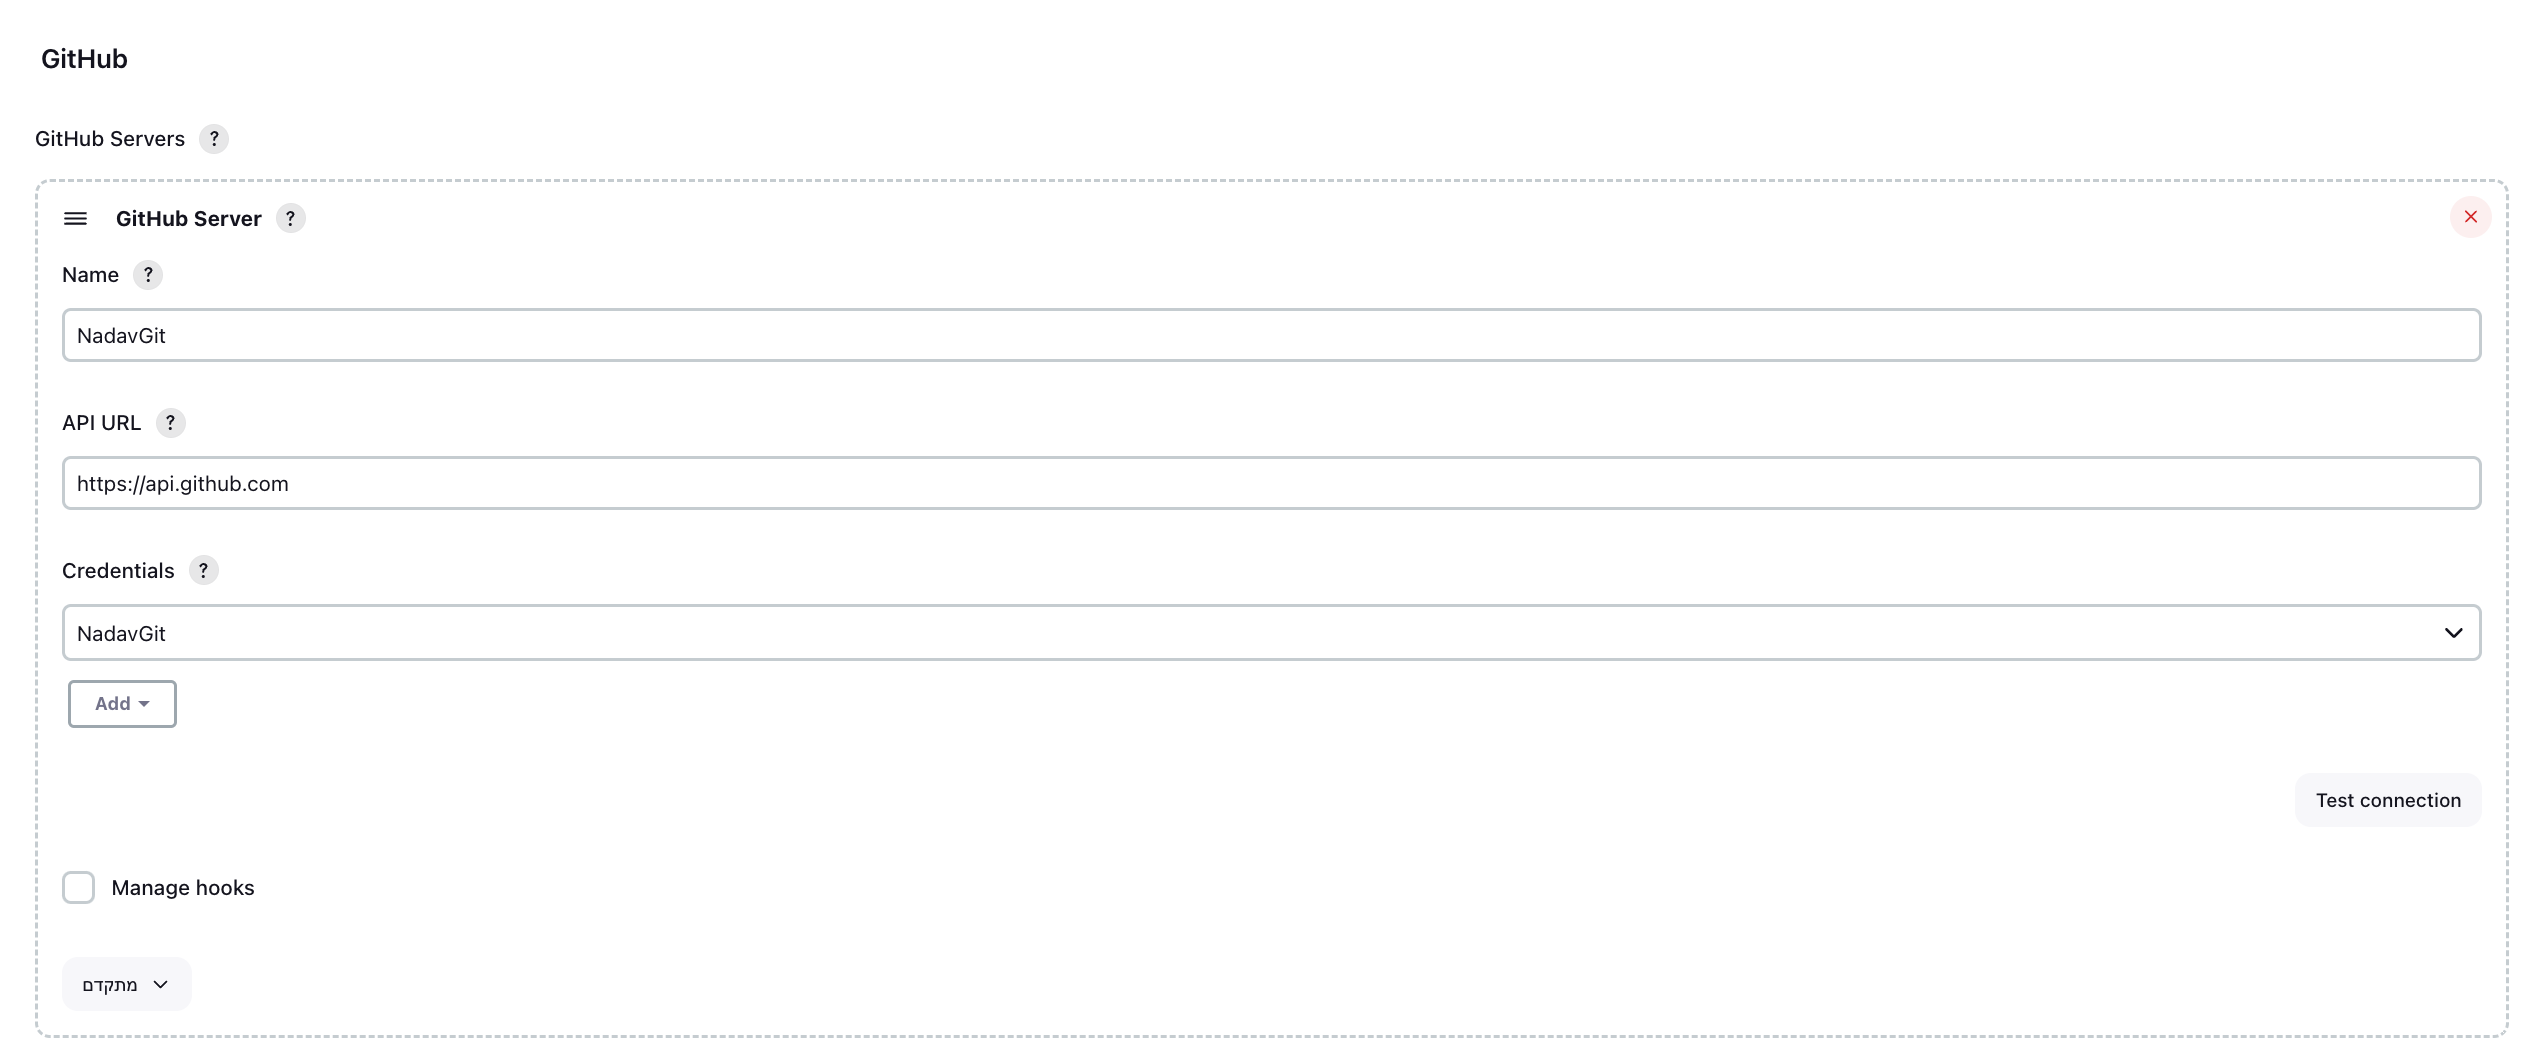 GitHub
GitHub Servers ?
GitHub Server ?
Name ?
NadavGit
API URL ?
https://api.github.com
Credentials ?
NadavGit
Add
Test connection
Manage hooks
מתקדם